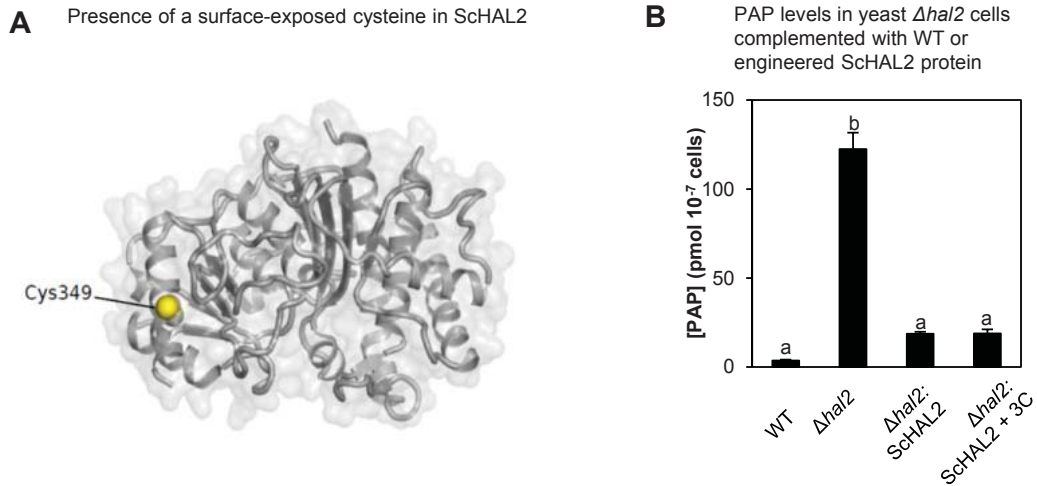 A
Presence of a surface-exposed cysteine in ScHAL2
Cys349
B
PAP levels in yeast Δhal2 cells
complemented with WT or
engineered ScHAL2 protein
[PAP] (pmol 10⁻⁷ cells)
150
100
50
0
a
b
a
a
WT
Δhal2
Δhal2:
ScHAL2
Δhal2:
ScHAL2 + 3C